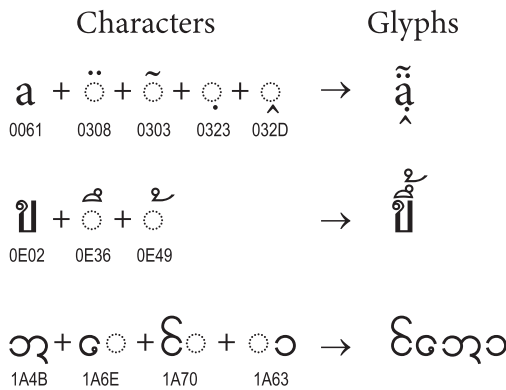 Characters Glyphs
a + ◌̈ + ◌̃ + ◌̣ + ◌̭ → ạ̭̈̃
0061 0308 0303 0323 032D
ข + ◌ึ + ◌้ → ขึ้
0E02 0E36 0E49
ᩋ + ◌ᩮ + ◌ᩰ + ◌ᩣ → ᩋᩮᩰᩣ
1A4B 1A6E 1A70 1A63